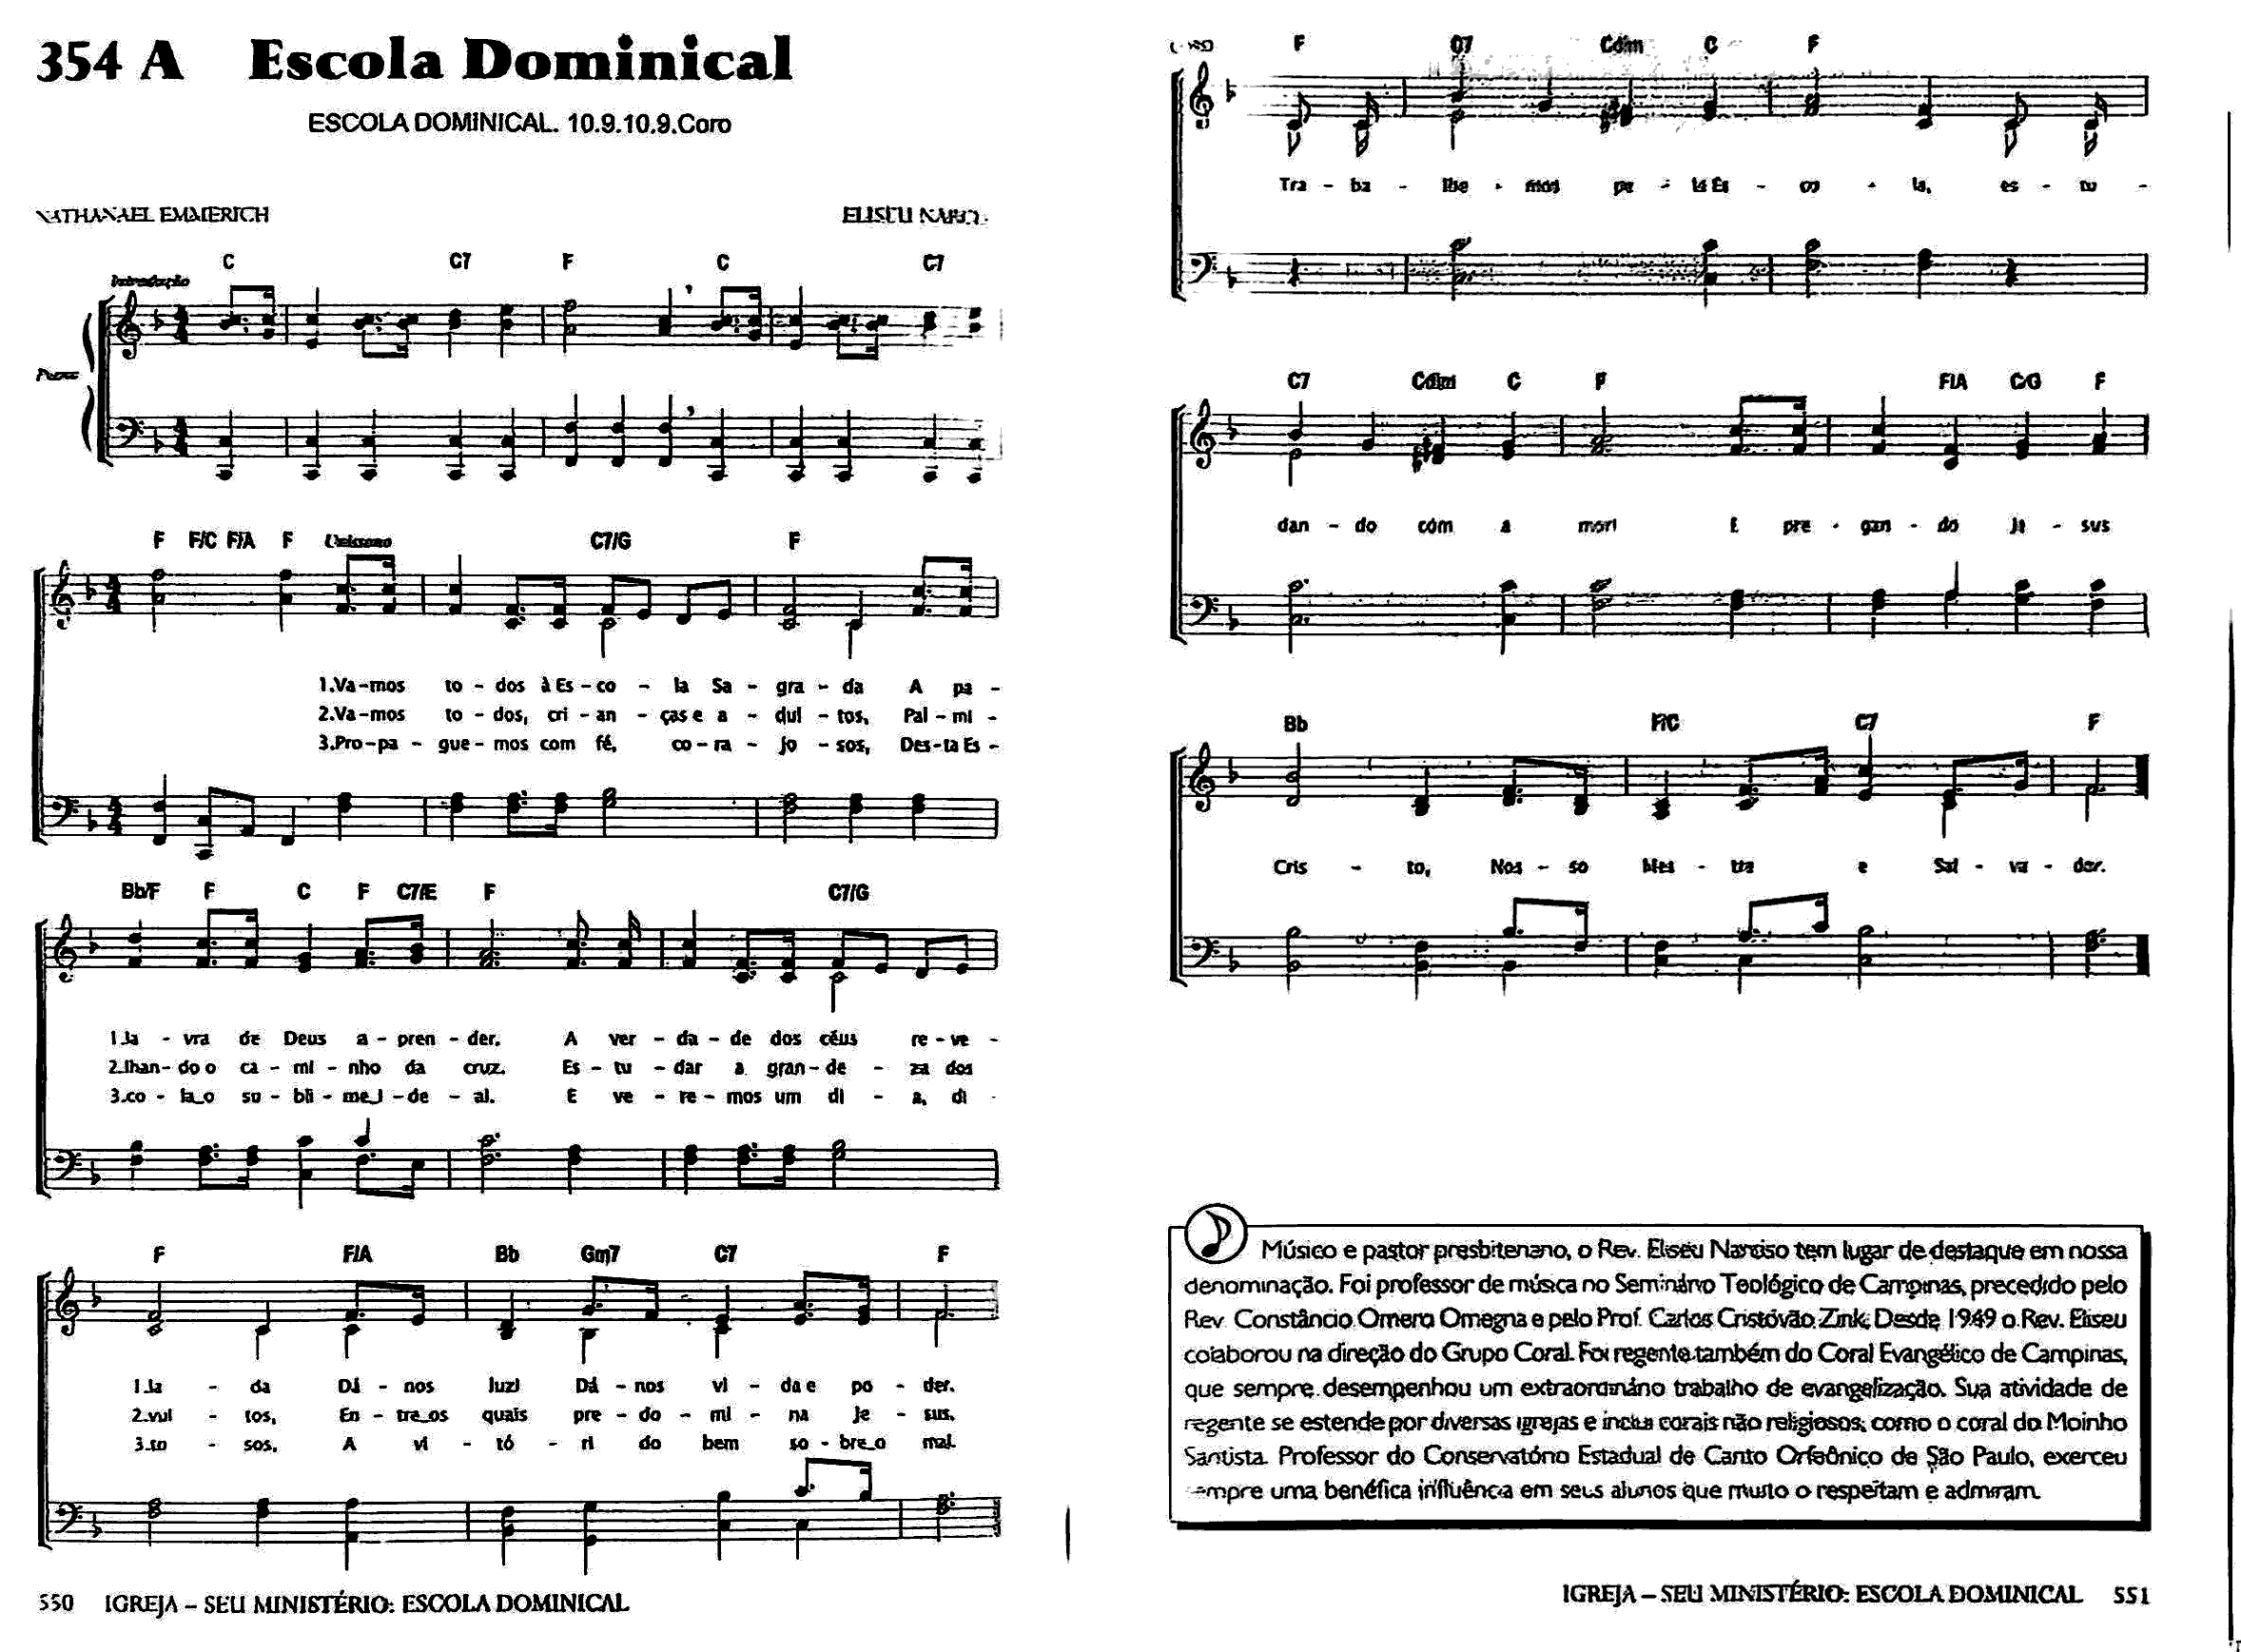 354 A Escola Dominical
ESCOLA DOMINICAL. 10.9.10.9.Coro
NATHANAEL EMMERICH ELISEU
Introdução C C7 F C C7
Piano
F F/C F/A F Uníssono C7/G F
1.Va-mos to - dos à Es - co - la Sa - gra - da A pa -
2.Va-mos to - dos, cri - an - ças e a - dul - tos, Pal - mi -
3.Pro-pa - gue - mos com fé, co - ra - jo - sos, Des-ta Es -
Bb/F F C F C7/E F C7/G
1.la - vra de Deus a - pren - der. A ver - da - de dos céus re - ve -
2.lhan - do o ca - mi - nho da cruz. Es - tu - dar a gran - de - za dos
3.co - la_o su - bli - me_I - de - al. E ve - re - mos um di - a, di -
F F/A Bb Gm7 C7 F
1.la - da Dá - nos luz! Dá - nos vi - da e po - der.
2.vul - tos, En - tre_os quais pre - do - mi - na Je - sus.
3.to - sos, A vi - tó - ri do bem so - bre_o mal.
550 IGREJA – SEU MINISTÉRIO: ESCOLA DOMINICAL
F C7 Cdim C F
Tra - ba - lhe - mos pe - la Es - co - la, es - tu -
C7 Cdim C F F/A C/G F
dan - do com a mor! E pre - gan - do Je - sus
Bb F/C C7 F
Cris - to, Nos - so Mes - tre e Sal - va - dor.
Músico e pastor presbiteriano, o Rev. Eliseu Narciso tem lugar de destaque em nossa
denominação. Foi professor de música no Seminário Teológico de Campinas, precedido pelo
Rev. Constâncio Omero Omegna e pelo Prof. Carlos Cristóvão Zink. Desde 1949 o Rev. Eliseu
colaborou na direção do Grupo Coral. Foi regente também do Coral Evangélico de Campinas,
que sempre desempenhou um extraordinário trabalho de evangelização. Sua atividade de
regente se estende por diversas igrejas e inclui corais não religiosos, como o coral do Moinho
Santista. Professor do Conservatório Estadual de Canto Orfeônico de São Paulo, exerceu
sempre uma benéfica influência em seus alunos que muito o respeitam e admiram.
IGREJA – SEU MINISTÉRIO: ESCOLA DOMINICAL 551